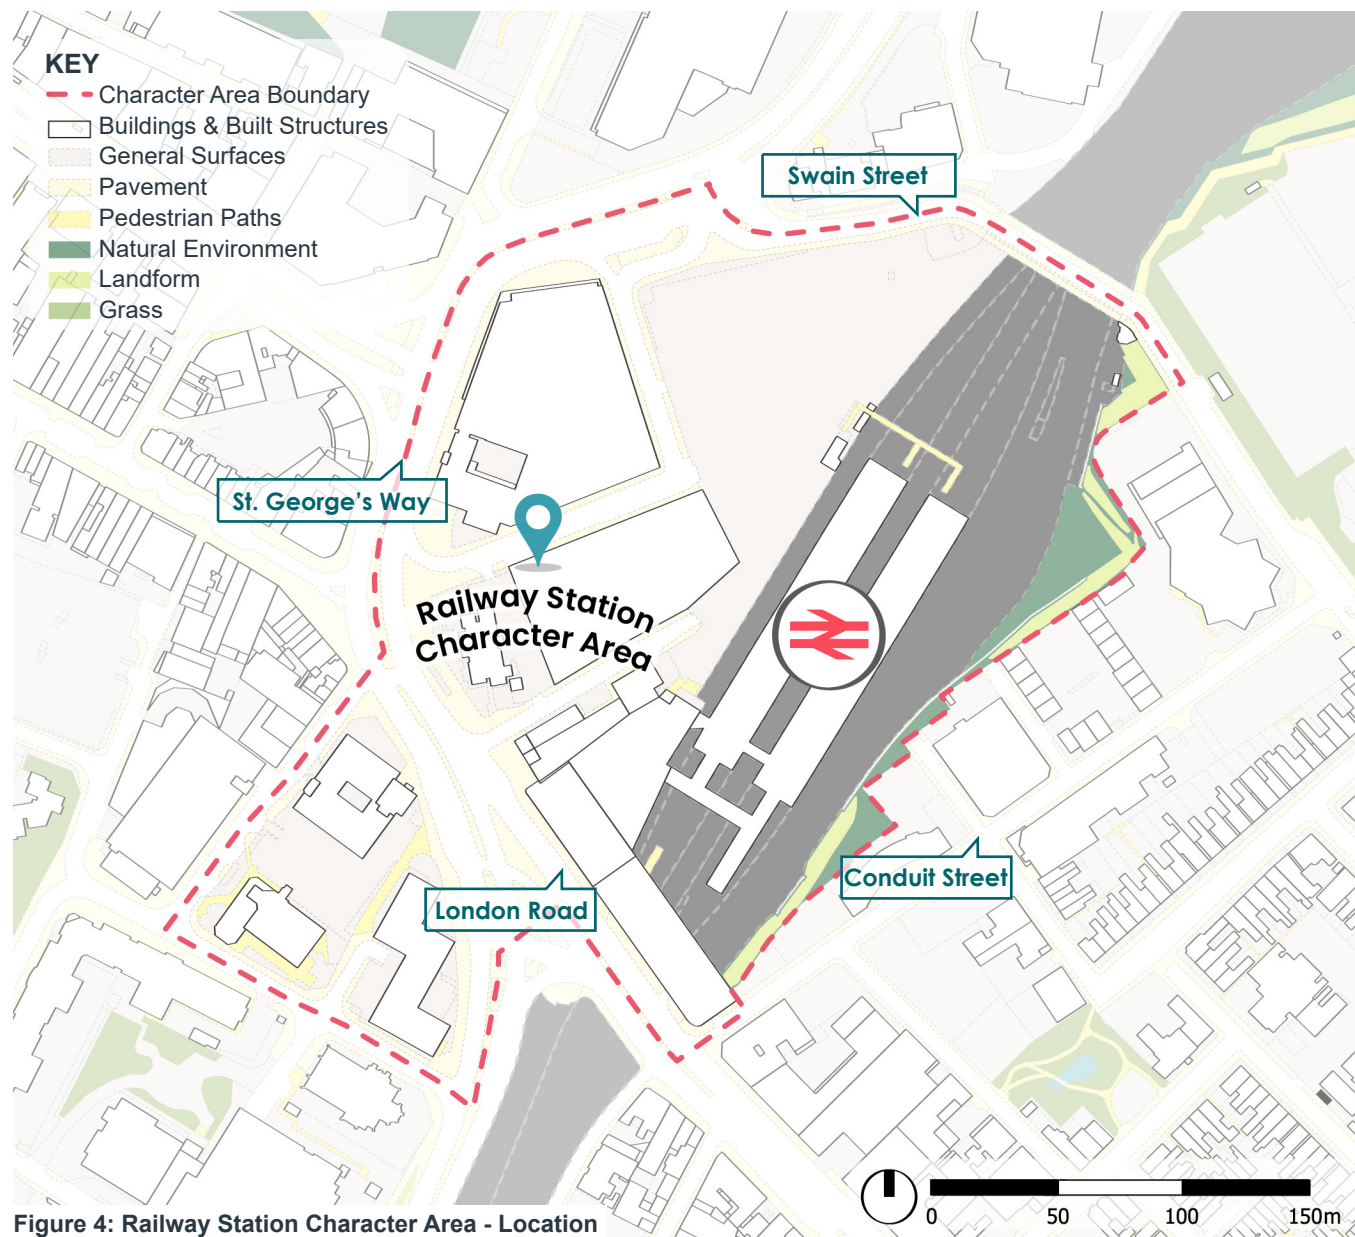 KEY
Character Area Boundary
Buildings & Built Structures
General Surfaces
Pavement
Pedestrian Paths
Natural Environment
Landform
Grass
Swain Street
St. George's Way
Railway Station
Character Area
London Road
Conduit Street
0 50 100 150m
Figure 4: Railway Station Character Area - Location